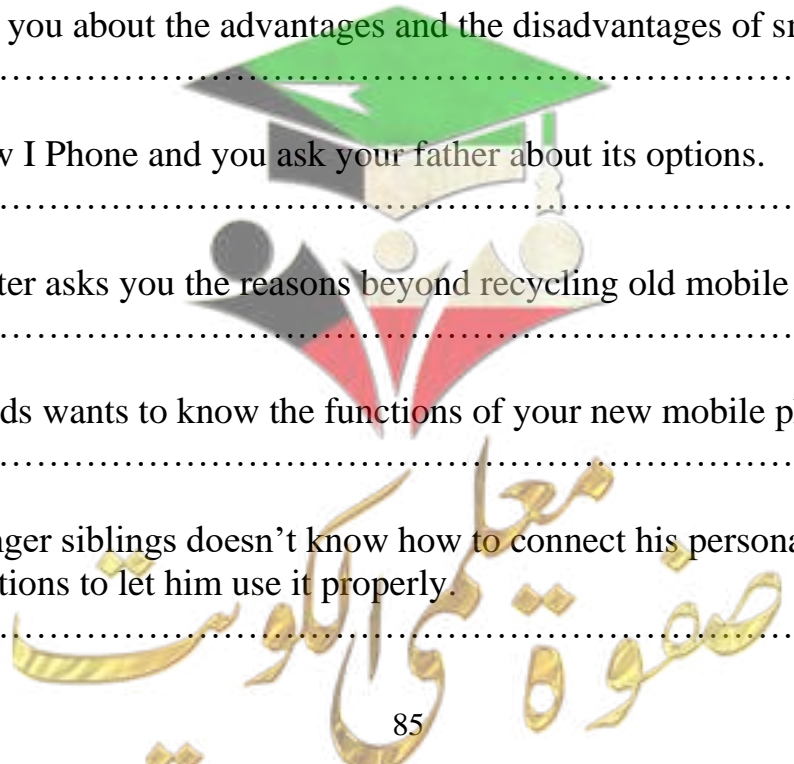 you about the advantages and the disadvantages of sm
…………………………………………………………………
w I Phone and you ask your father about its options.
…………………………………………………………………
ter asks you the reasons beyond recycling old mobile
…………………………………………………………………
ds wants to know the functions of your new mobile p
…………………………………………………………………
nger siblings doesn’t know how to connect his persona
tions to let him use it properly.
…………………………………………………………………
صفوة معلمى الكويت
85